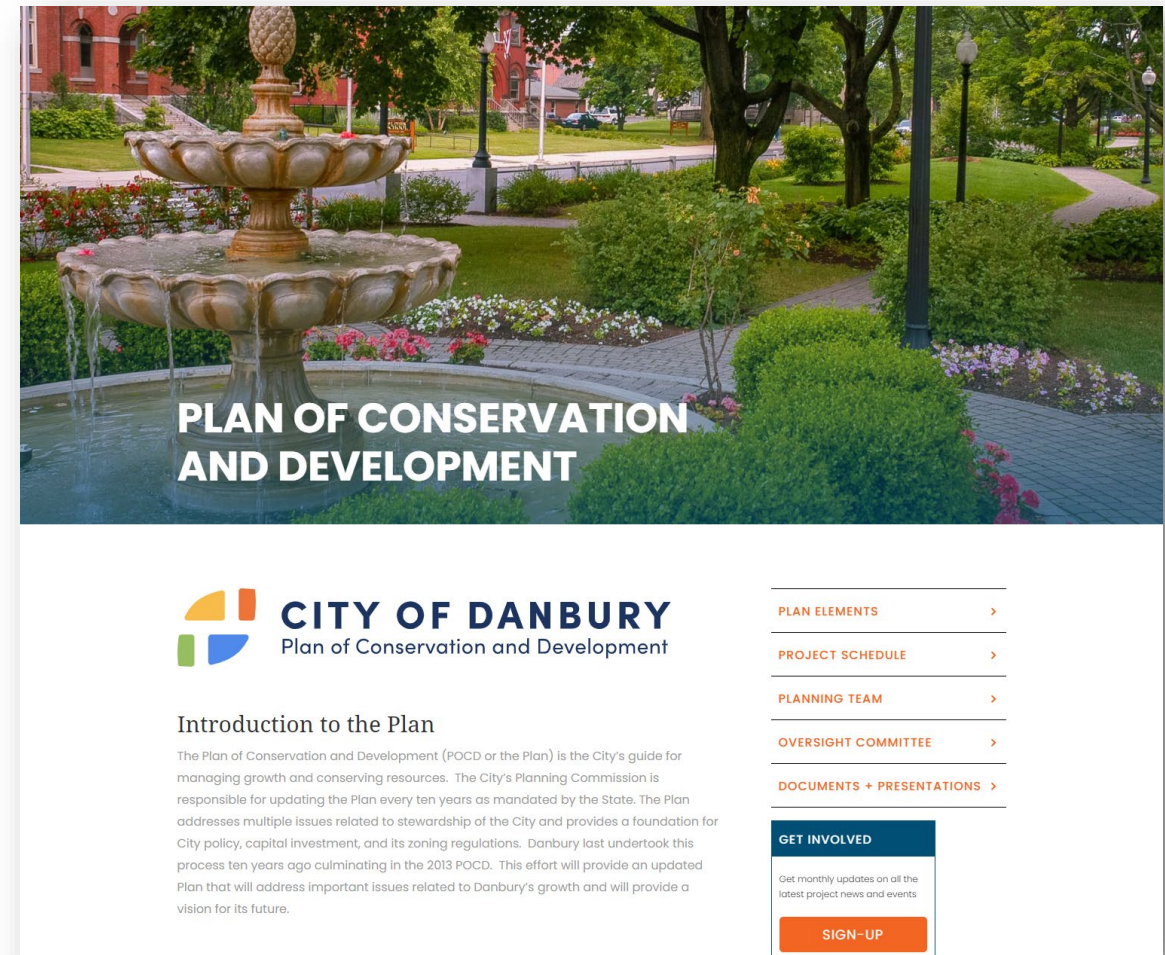 PLAN OF CONSERVATION
AND DEVELOPMENT
CITY OF DANBURY
Plan of Conservation and Development
Introduction to the Plan
The Plan of Conservation and Development (POCD or the Plan) is the City's guide for
managing growth and conserving resources.  The City's Planning Commission is
responsible for updating the Plan every ten years as mandated by the State. The Plan
addresses multiple issues related to stewardship of the City and provides a foundation for
City policy, capital investment, and its zoning regulations.  Danbury last undertook this
process ten years ago culminating in the 2013 POCD.  This effort will provide an updated
Plan that will address important issues related to Danbury's growth and will provide a
vision for its future.
PLAN ELEMENTS >
PROJECT SCHEDULE >
PLANNING TEAM >
OVERSIGHT COMMITTEE >
DOCUMENTS + PRESENTATIONS >
GET INVOLVED
Get monthly updates on all the
latest project news and events
SIGN-UP